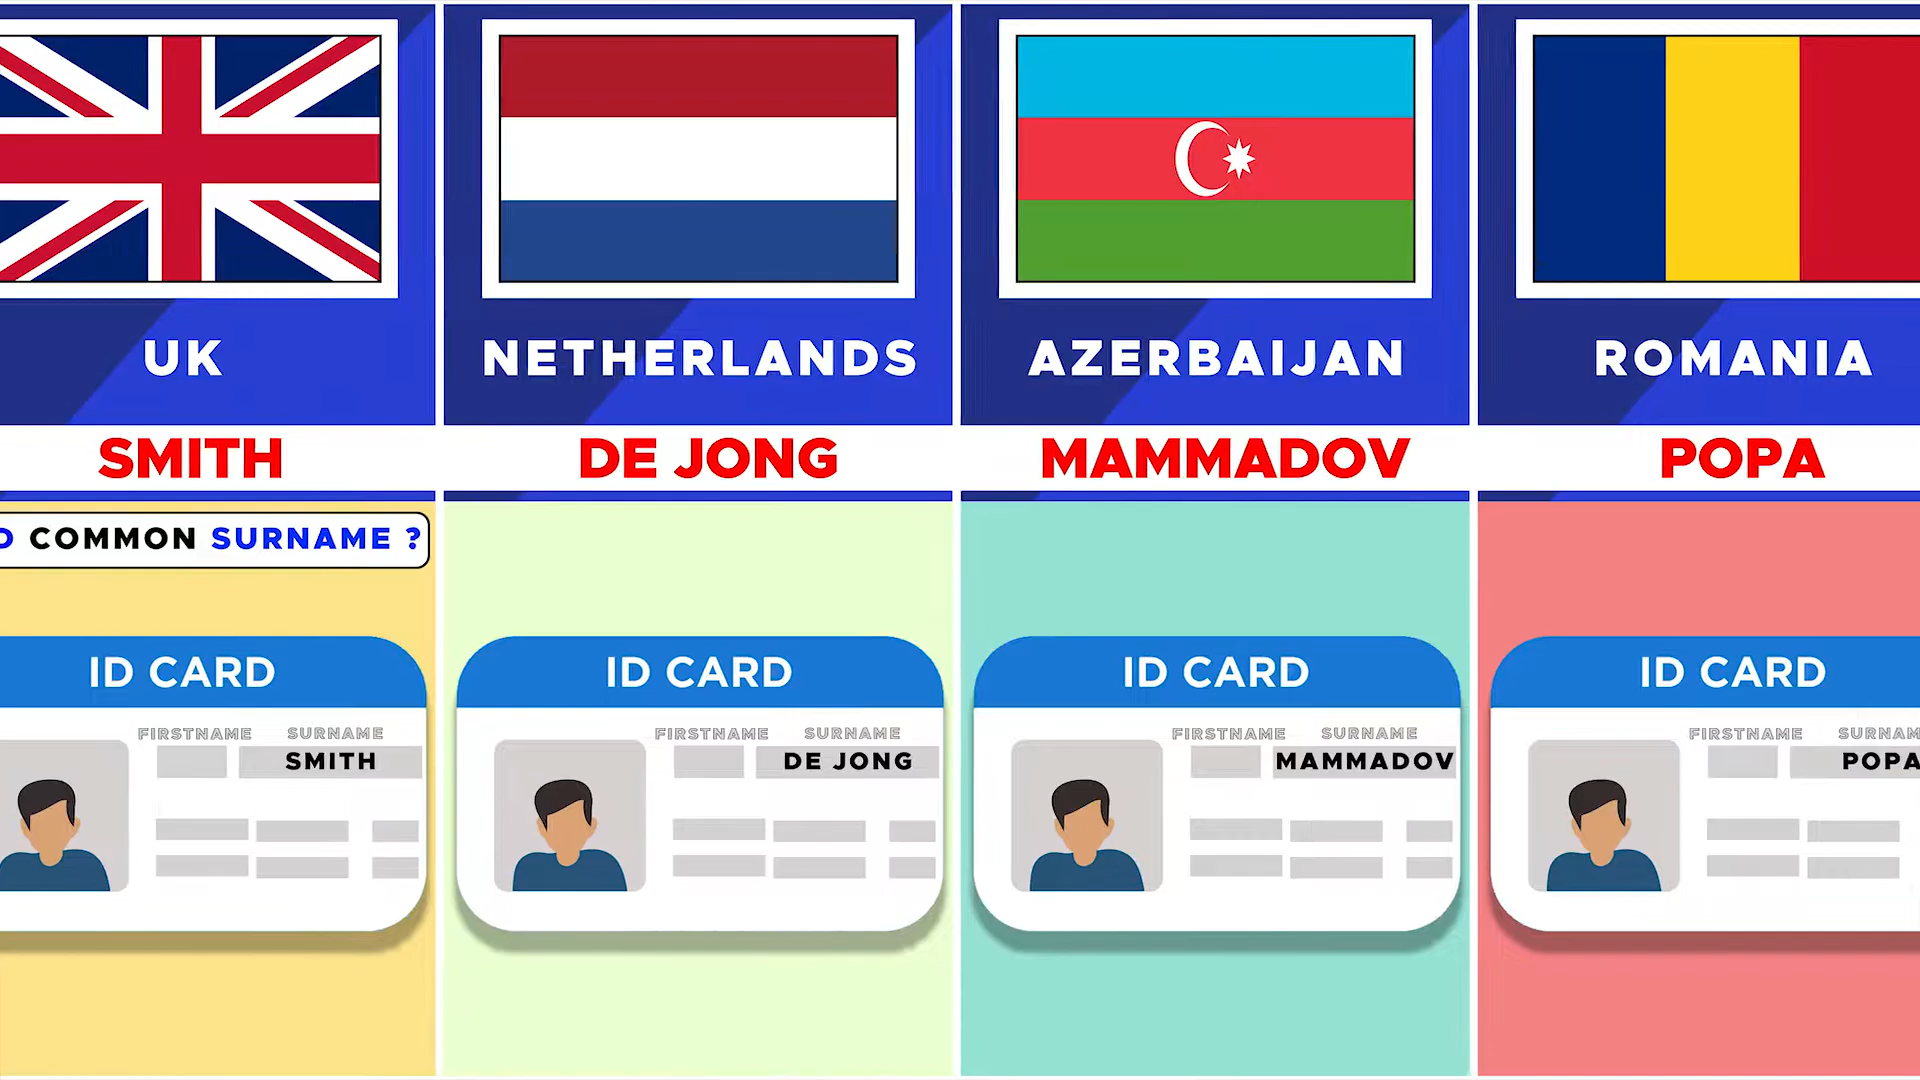 UK
SMITH
COMMON SURNAME ?
ID CARD
FIRSTNAME SURNAME
SMITH
NETHERLANDS
DE JONG
ID CARD
FIRSTNAME SURNAME
DE JONG
AZERBAIJAN
MAMMADOV
ID CARD
FIRSTNAME SURNAME
MAMMADOV
ROMANIA
POPA
ID CARD
FIRSTNAME SURNAM
POPA